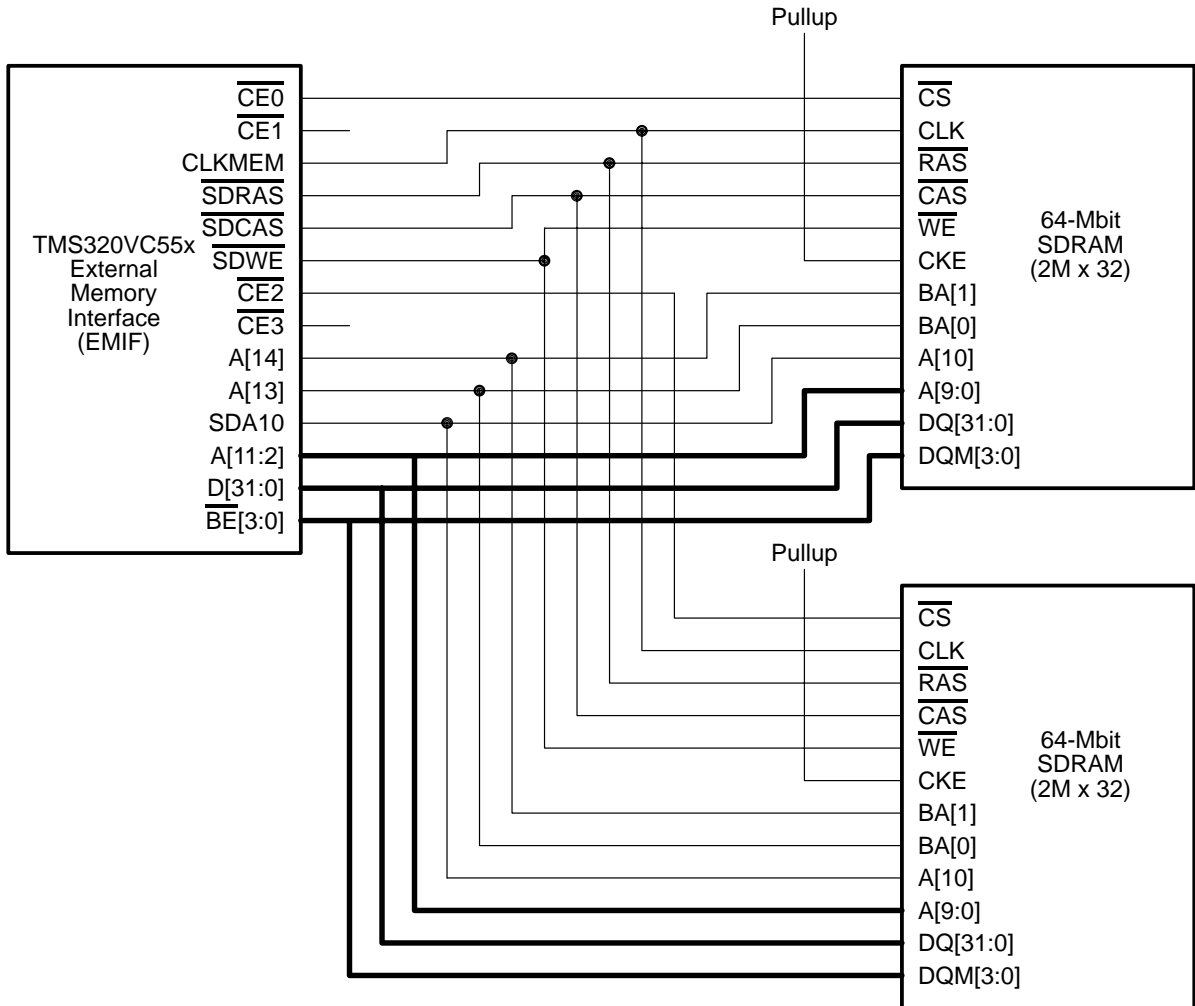 Pullup
TMS320VC55x
External
Memory
Interface
(EMIF)
CE0
CE1
CLKMEM
SDRAS
SDCAS
SDWE
CE2
CE3
A[14]
A[13]
SDA10
A[11:2]
D[31:0]
BE[3:0]
CS
CLK
RAS
CAS
WE
CKE
BA[1]
BA[0]
A[10]
A[9:0]
DQ[31:0]
DQM[3:0]
64-Mbit
SDRAM
(2M x 32)
Pullup
CS
CLK
RAS
CAS
WE
CKE
BA[1]
BA[0]
A[10]
A[9:0]
DQ[31:0]
DQM[3:0]
64-Mbit
SDRAM
(2M x 32)